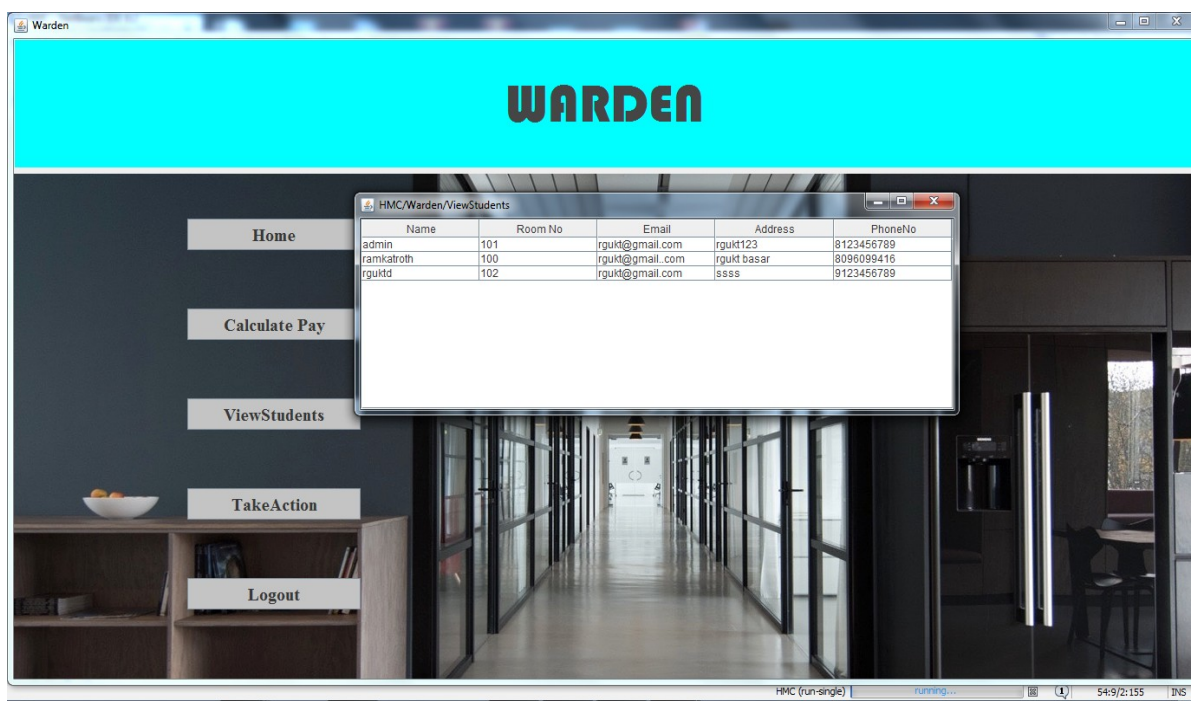 Warden
WARDEN
Home
Calculate Pay
ViewStudents
TakeAction
Logout
HMC/Warden/ViewStudents
Name Room No Email Address PhoneNo
admin 101 rgukt@gmail.com rgukt123 8123456789
ramkatroth 100 rgukt@gmail..com rgukt basar 8096099416
rguktd 102 rgukt@gmail.com ssss 9123456789
HMC (run-single) running... 1 54:9/2:155 INS